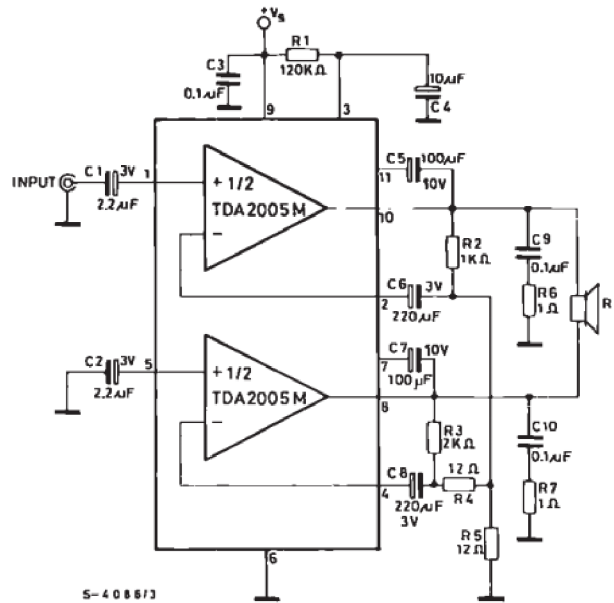 +Vs
R1
120KΩ
C3
0.1µF
10µF
C4
9
3
INPUT
C1
3V
2.2µF
1
+ 1/2
TDA2005M
−
11
C5
100µF
10V
10
R2
1KΩ
C6
3V
2
220µF
C9
0.1µF
R6
1Ω
R
C2
3V
2.2µF
5
+ 1/2
TDA2005M
−
7
C7
10V
100µF
8
R3
2KΩ
C8
220µF
3V
4
12Ω
R4
R5
12Ω
C10
0.1µF
R7
1Ω
6
S-4086/3